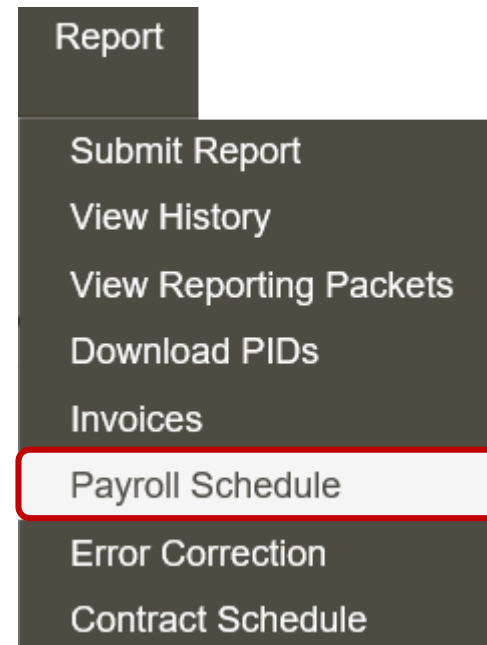 Report
Submit Report
View History
View Reporting Packets
Download PIDs
Invoices
Payroll Schedule
Error Correction
Contract Schedule